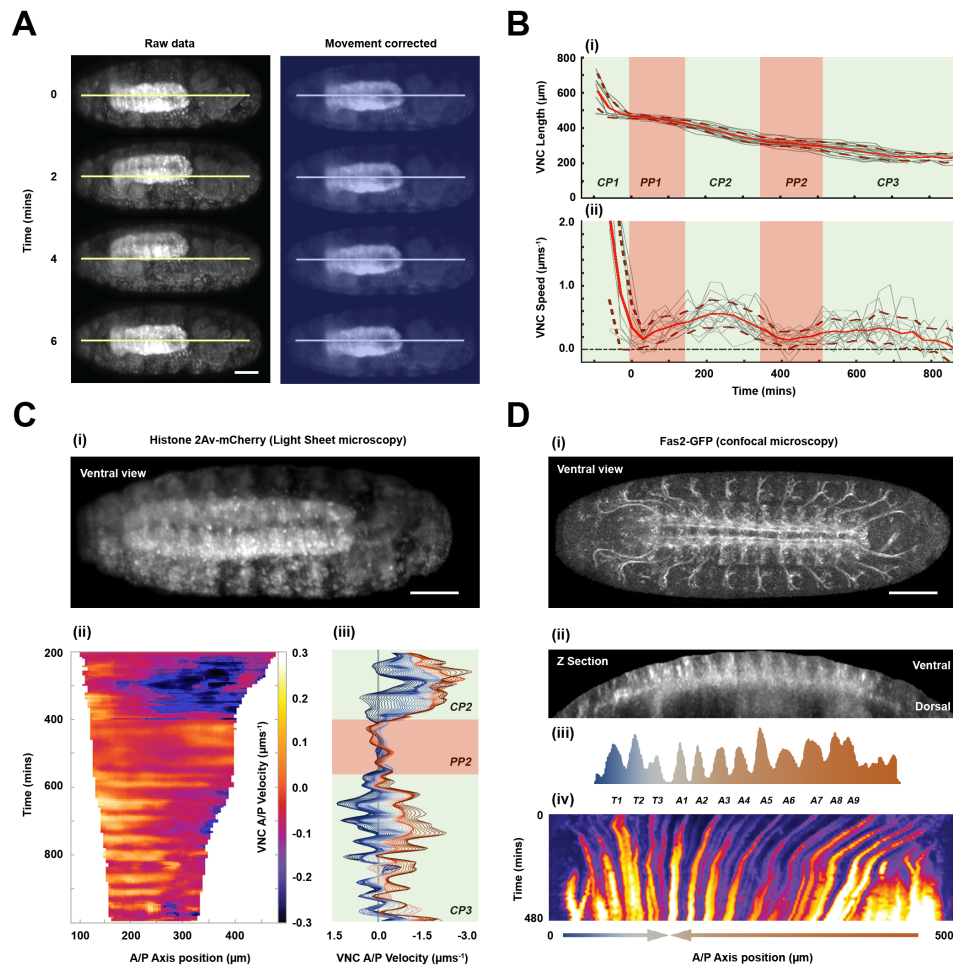 A
Raw data
Movement corrected
Time (mins)
0
2
4
6
B
(i)
VNC Length (μm)
800
600
400
200
0
CP1
PP1
CP2
PP2
CP3
(ii)
VNC Speed (μms-1)
2.0
1.0
0.0
0 200 400 600 800
Time (mins)
C
(i)
Histone 2Av-mCherry (Light Sheet microscopy)
Ventral view
(ii)
Time (mins)
200
400
600
800
100 200 300 400
A/P Axis position (μm)
0.3
0.2
0.1
0.0
-0.1
-0.2
-0.3
VNC A/P Velocity (μms-1)
(iii)
CP2
PP2
CP3
1.5 0.0 -1.5 -3.0
VNC A/P Velocity (μms-1)
D
(i)
Fas2-GFP (confocal microscopy)
Ventral view
(ii)
Z Section
Ventral
Dorsal
(iii)
(iv)
T1 T2 T3 A1 A2 A3 A4 A5 A6 A7 A8 A9
Time (mins)
0
480
0
500
A/P Axis position (μm)